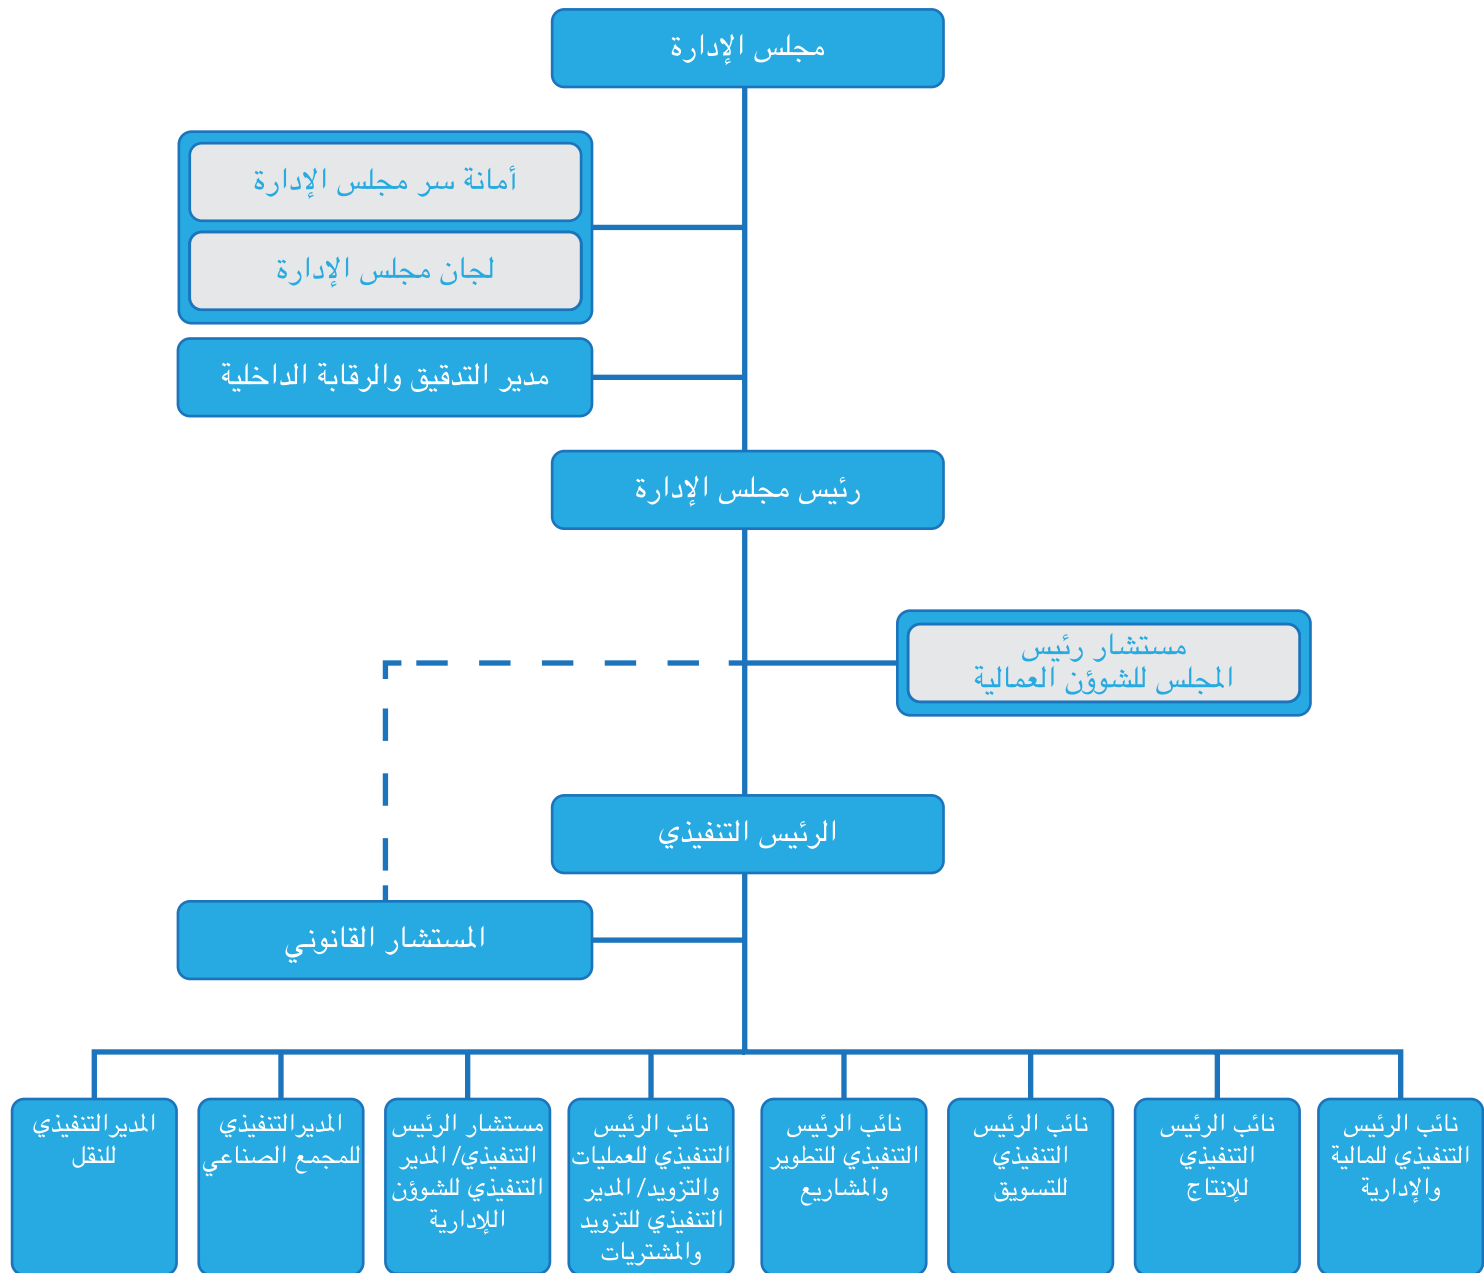 مجلس الإدارة
أمانة سر مجلس الإدارة
لجان مجلس الإدارة
مدير التدقيق والرقابة الداخلية
رئيس مجلس الإدارة
مستشار رئيس
المجلس للشوؤن العمالية
الرئيس التنفيذي
المستشار القانوني
نائب الرئيس
التنفيذي للمالية
والإدارية
نائب الرئيس
التنفيذي
للإنتاج
نائب الرئيس
التنفيذي
للتسويق
نائب الرئيس
التنفيذي للتطوير
والمشاريع
نائب الرئيس
التنفيذي للعمليات
والتزويد/ المدير
التنفيذي للتزويد
والمشتريات
مستشار الرئيس
التنفيذي/ المدير
التنفيذي للشوؤن
اللإدارية
المديرالتنفيذي
للمجمع الصناعي
المديرالتنفيذي
للنقل